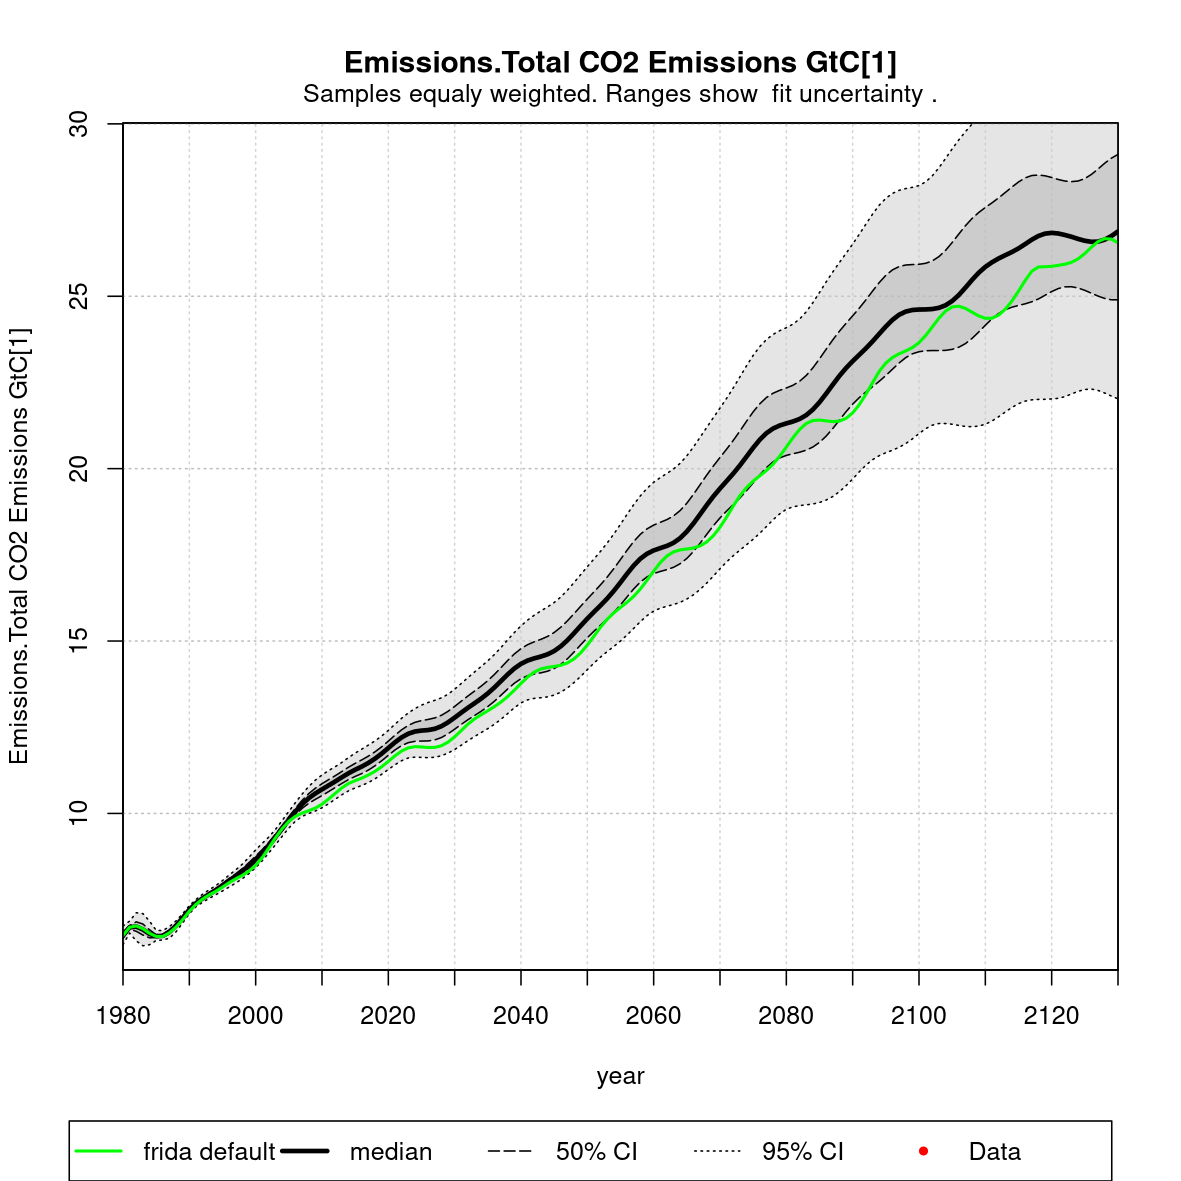 Emissions.Total CO2 Emissions GtC[1]
Samples equaly weighted. Ranges show  fit uncertainty .
Emissions.Total CO2 Emissions GtC[1]
30
25
20
15
10
1980 2000 2020 2040 2060 2080 2100 2120
year
frida default median 50% CI 95% CI Data